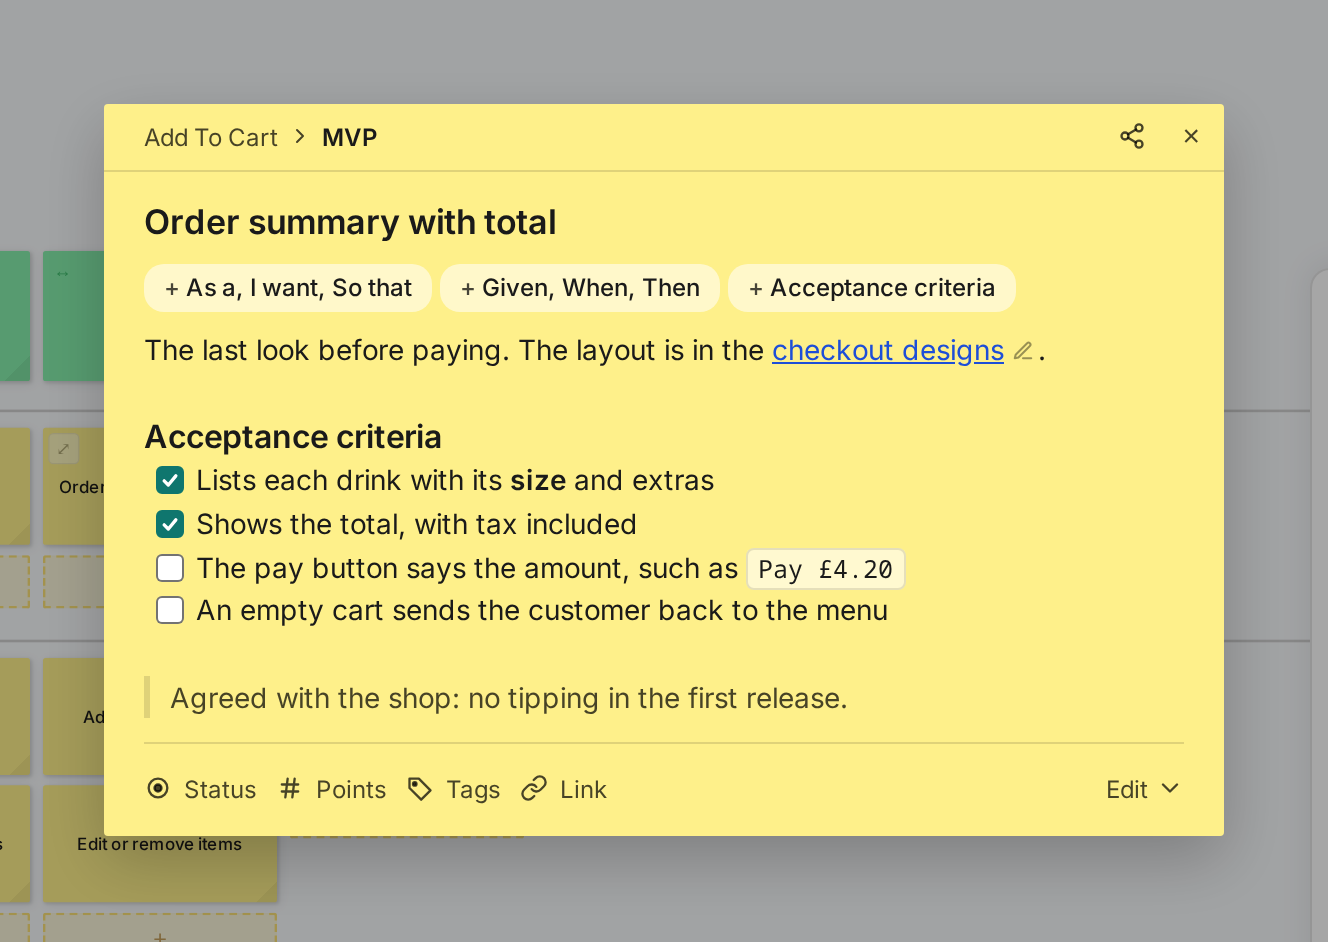 Add To Cart > MVP
Order summary with total
+ As a, I want, So that
+ Given, When, Then
+ Acceptance criteria
The last look before paying. The layout is in the checkout designs .
Acceptance criteria
Lists each drink with its size and extras
Shows the total, with tax included
The pay button says the amount, such as Pay £4.20
An empty cart sends the customer back to the menu
Agreed with the shop: no tipping in the first release.
Status # Points Tags Link Edit
Edit or remove items